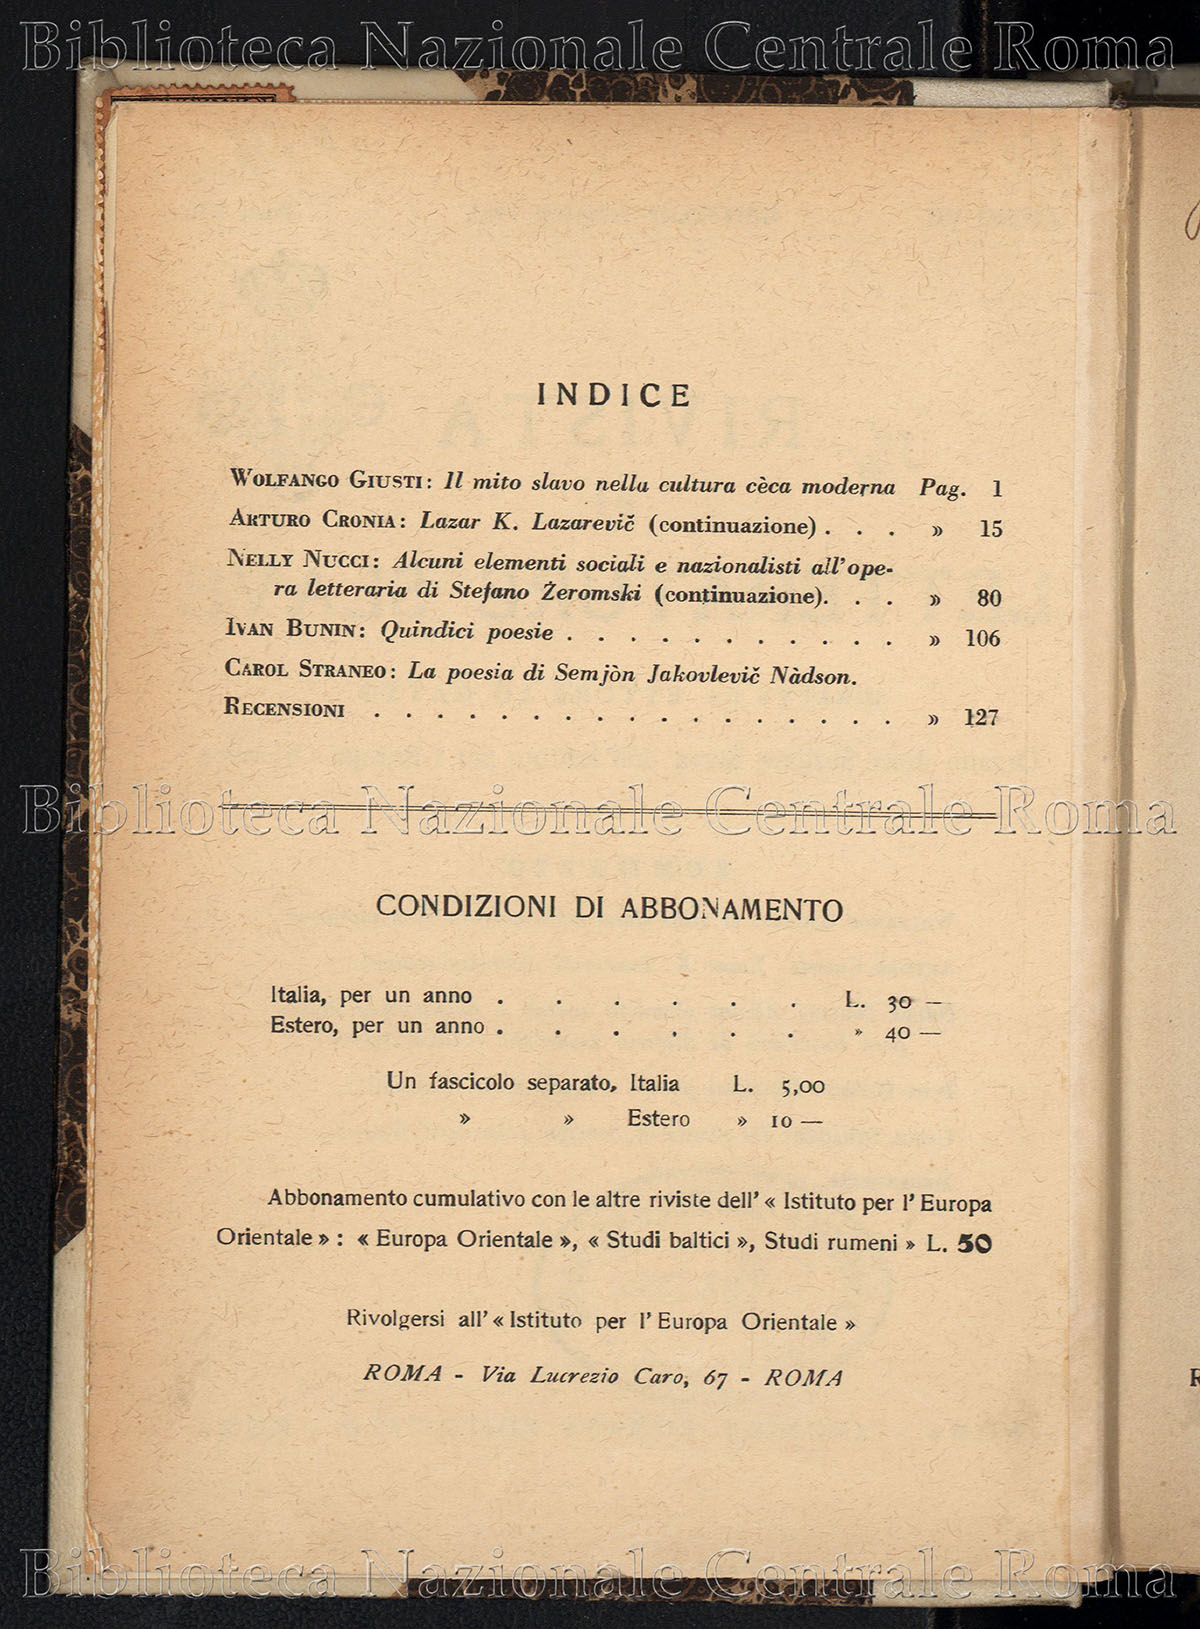 Biblioteca Nazionale Centrale Roma
INDICE
WOLFANGO GIUSTI: Il mito slavo nella cultura cèca moderna Pag. 1
ARTURO CRONIA: Lazar K. Lazarevič (continuazione) . . . » 15
NELLY NUCCI: Alcuni elementi sociali e nazionalisti all'ope-
ra letteraria di Stefano Żeromski (continuazione). . . » 80
IVAN BUNIN: Quindici poesie . . . . . . . . . . . » 106
CAROL STRANEO: La poesia di Semjòn Jakovlevič Nàdson.
RECENSIONI . . . . . . . . . . . . . . . . . » 127
Biblioteca Nazionale Centrale Roma
CONDIZIONI DI ABBONAMENTO
Italia, per un anno . . . . . . L. 30 —
Estero, per un anno . . . . . . » 40 —
Un fascicolo separato, Italia L. 5,00
» » Estero » 10 —
Abbonamento cumulativo con le altre riviste dell' « Istituto per l' Europa
Orientale » : « Europa Orientale », « Studi baltici », Studi rumeni » L. 50
Rivolgersi all' « Istituto per l' Europa Orientale »
ROMA - Via Lucrezio Caro, 67 - ROMA
Biblioteca Nazionale Centrale Roma